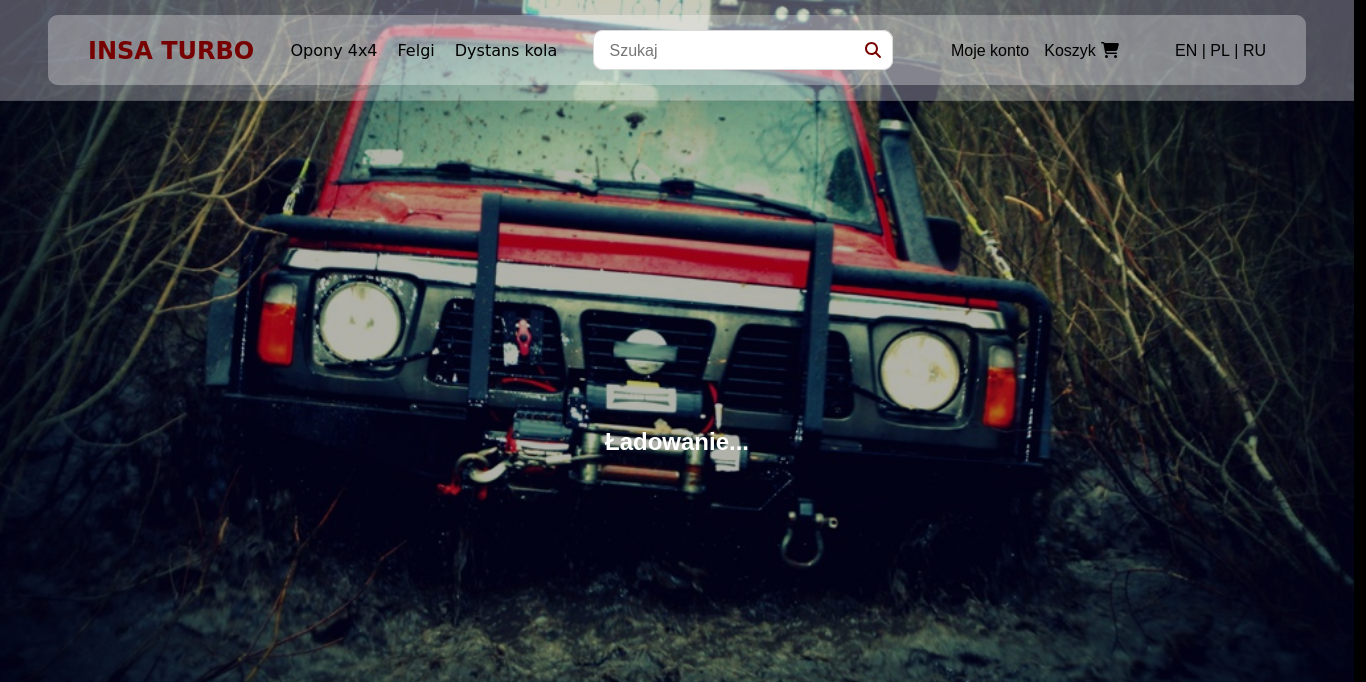 INSA TURBO Opony 4x4 Felgi Dystans kola Szukaj Moje konto Koszyk EN | PL | RU
Ładowanie...